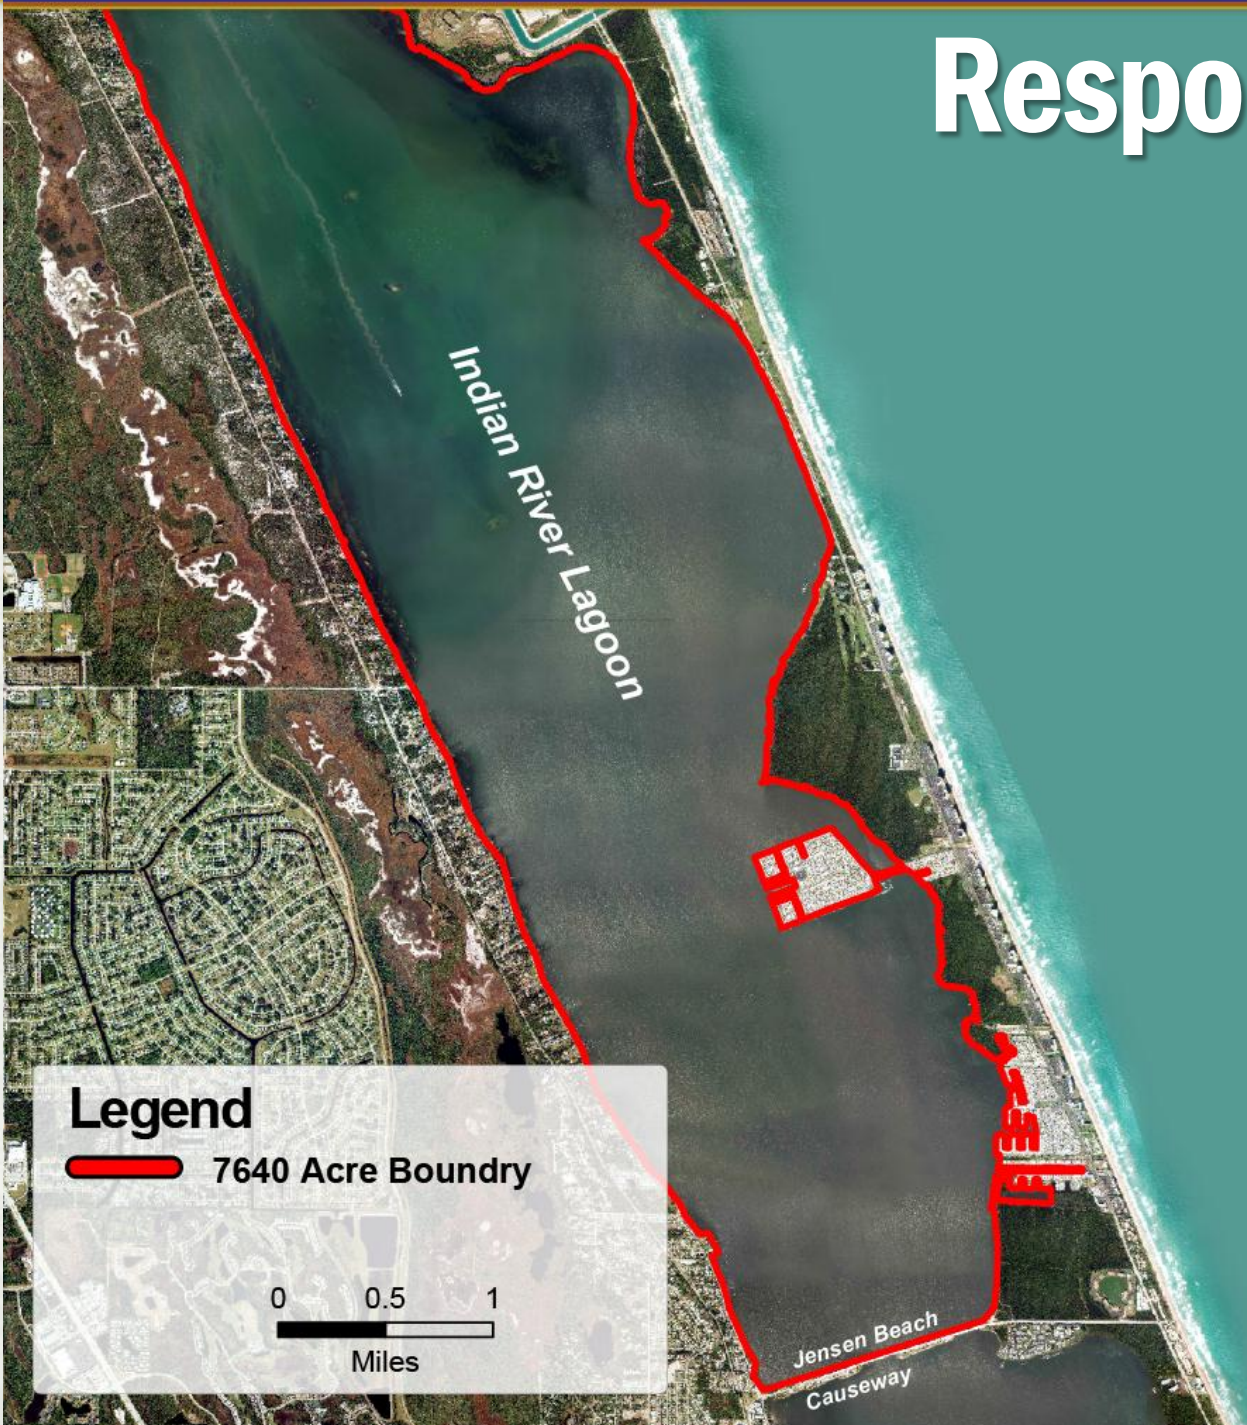 Respo
Indian River Lagoon
Legend
7640 Acre Boundry
0 0.5 1
Miles
Jensen Beach
Causeway